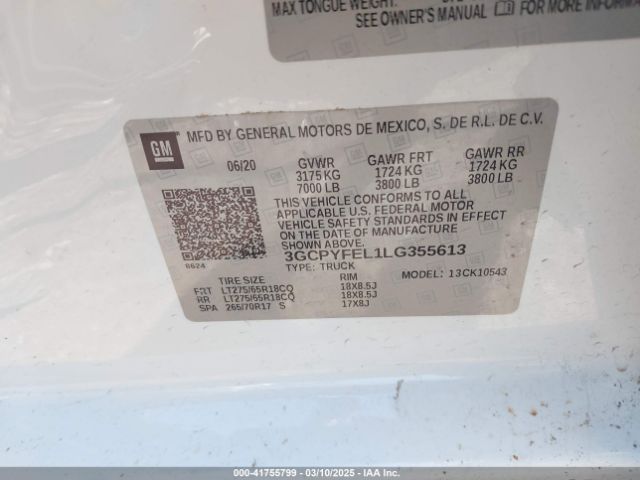 MAX TONGUE WEIGHT:
SEE OWNER'S MANUAL FOR MORE INFORMA
GM
MFD BY GENERAL MOTORS DE MEXICO, S. DE R.L. DE C.V.
06/20 GVWR GAWR FRT GAWR RR
3175 KG 1724 KG 1724 KG
7000 LB 3800 LB 3800 LB
THIS VEHICLE CONFORMS TO ALL
APPLICABLE U.S. FEDERAL MOTOR
VEHICLE SAFETY STANDARDS IN EFFECT
ON THE DATE OF MANUFACTURE
SHOWN ABOVE.
3GCPYFEL1LG355613
6624 TYPE: TRUCK MODEL: 13CK10543
TIRE SIZE RIM
FRT LT275/65R18CQ 18X8.5J
RR LT275/65R18CQ 18X8.5J
SPA 265/70R17 S 17X8J
000-41755799 — 03/10/2025 — IAA Inc.